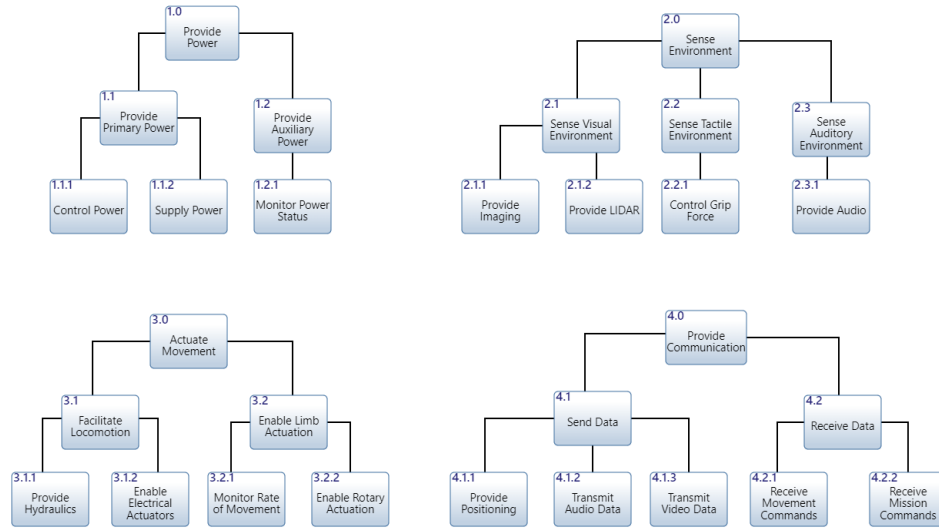 1.0
Provide
Power
1.1
Provide
Primary Power
1.2
Provide
Auxiliary
Power
1.1.1
Control Power
1.1.2
Supply Power
1.2.1
Monitor Power
Status
2.0
Sense
Environment
2.1
Sense Visual
Environment
2.2
Sense Tactile
Environment
2.3
Sense
Auditory
Environment
2.1.1
Provide
Imaging
2.1.2
Provide LIDAR
2.2.1
Control Grip
Force
2.3.1
Provide Audio
3.0
Actuate
Movement
3.1
Facilitate
Locomotion
3.2
Enable Limb
Actuation
3.1.1
Provide
Hydraulics
3.1.2
Enable
Electrical
Actuators
3.2.1
Monitor Rate
of Movement
3.2.2
Enable Rotary
Actuation
4.0
Provide
Communication
4.1
Send Data
4.2
Receive Data
4.1.1
Provide
Positioning
4.1.2
Transmit
Audio Data
4.1.3
Transmit
Video Data
4.2.1
Receive
Movement
Commands
4.2.2
Receive
Mission
Commands